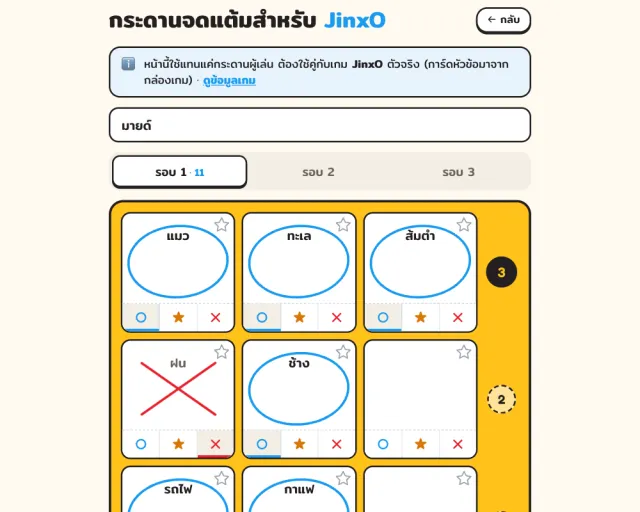 กระดานจดแต้มสำหรับ JinxO
← กลับ
หน้านี้ใช้แทนแค่กระดานผู้เล่น ต้องใช้คู่กับเกม JinxO ตัวจริง (การ์ดหัวข้อมาจาก
กล่องเกม) · ดูข้อมูลเกม
มายด์
รอบ 1 · 11
รอบ 2
รอบ 3
แมว
ทะเล
ส้มตำ
3
ฝน
ช้าง
2
รถไฟ
กาแฟ